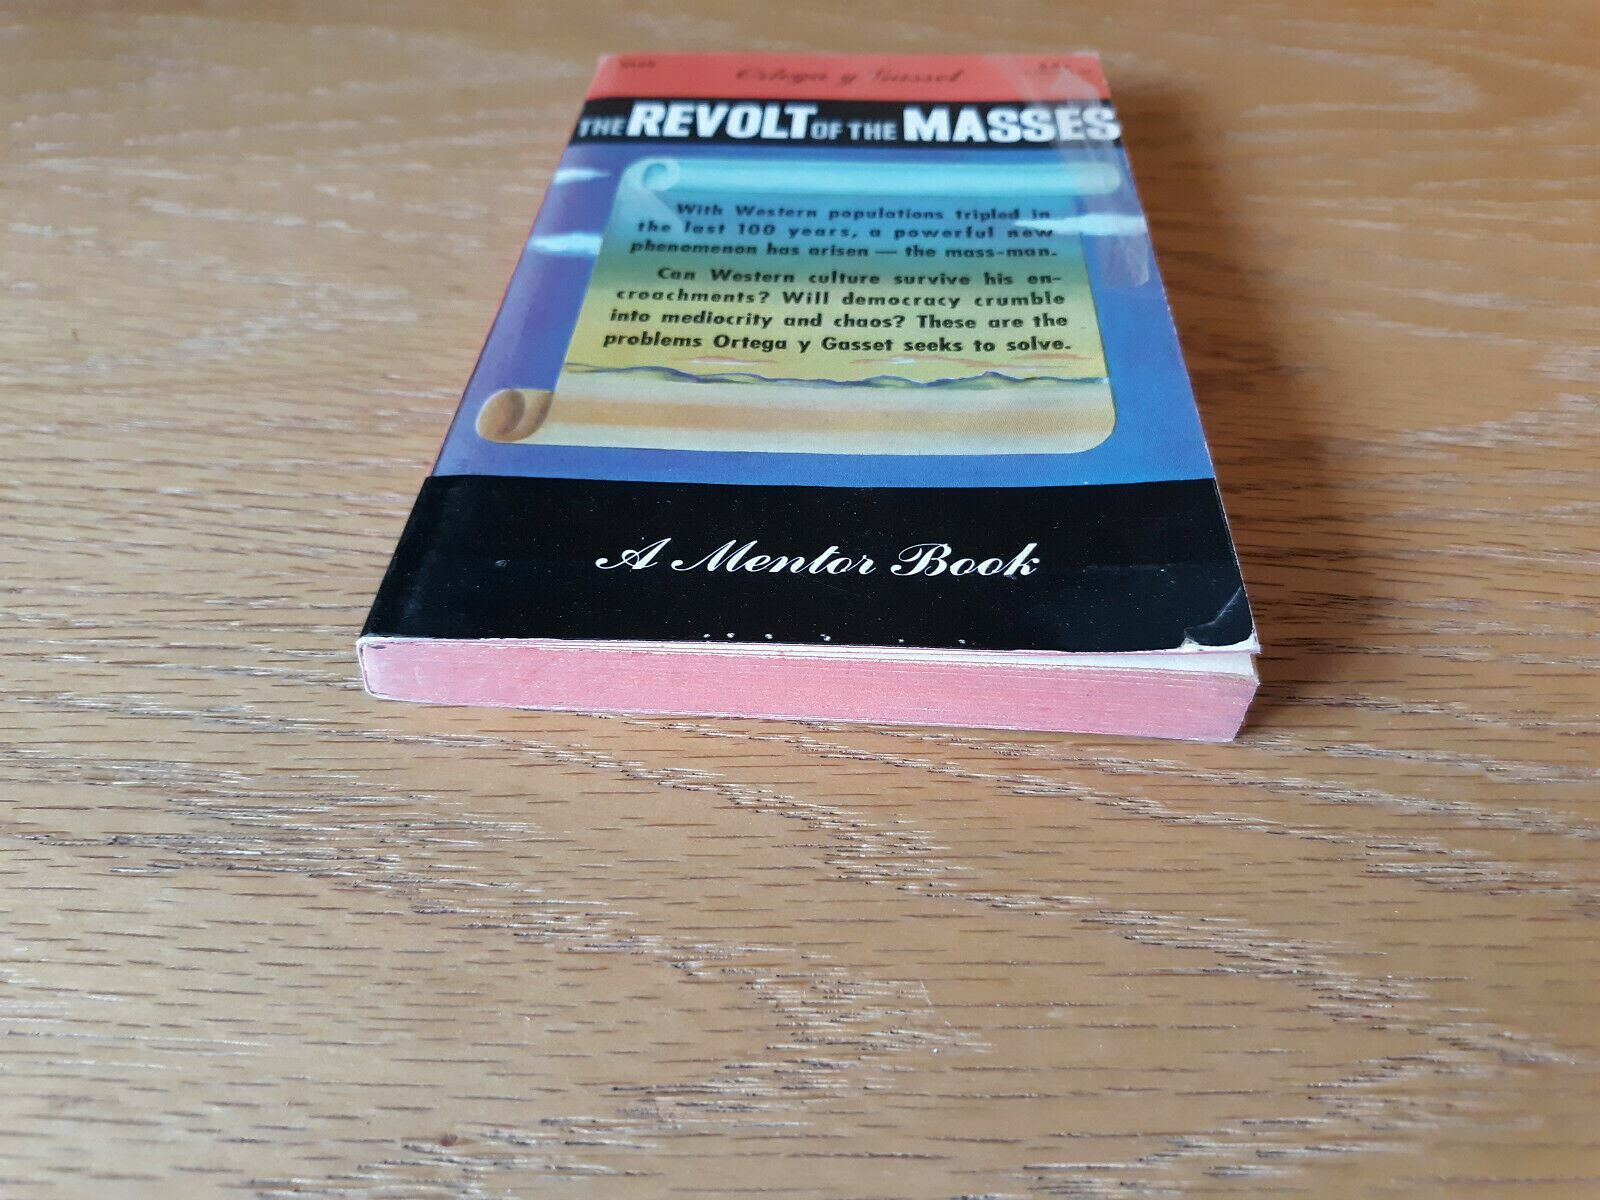 Ortega y Gasset
THE REVOLT OF THE MASSES
With Western populations tripled in
the last 100 years, a powerful new
phenomenon has arisen — the mass-man.
Can Western culture survive his en-
croachments? Will democracy crumble
into mediocrity and chaos? These are the
problems Ortega y Gasset seeks to solve.
A Mentor Book